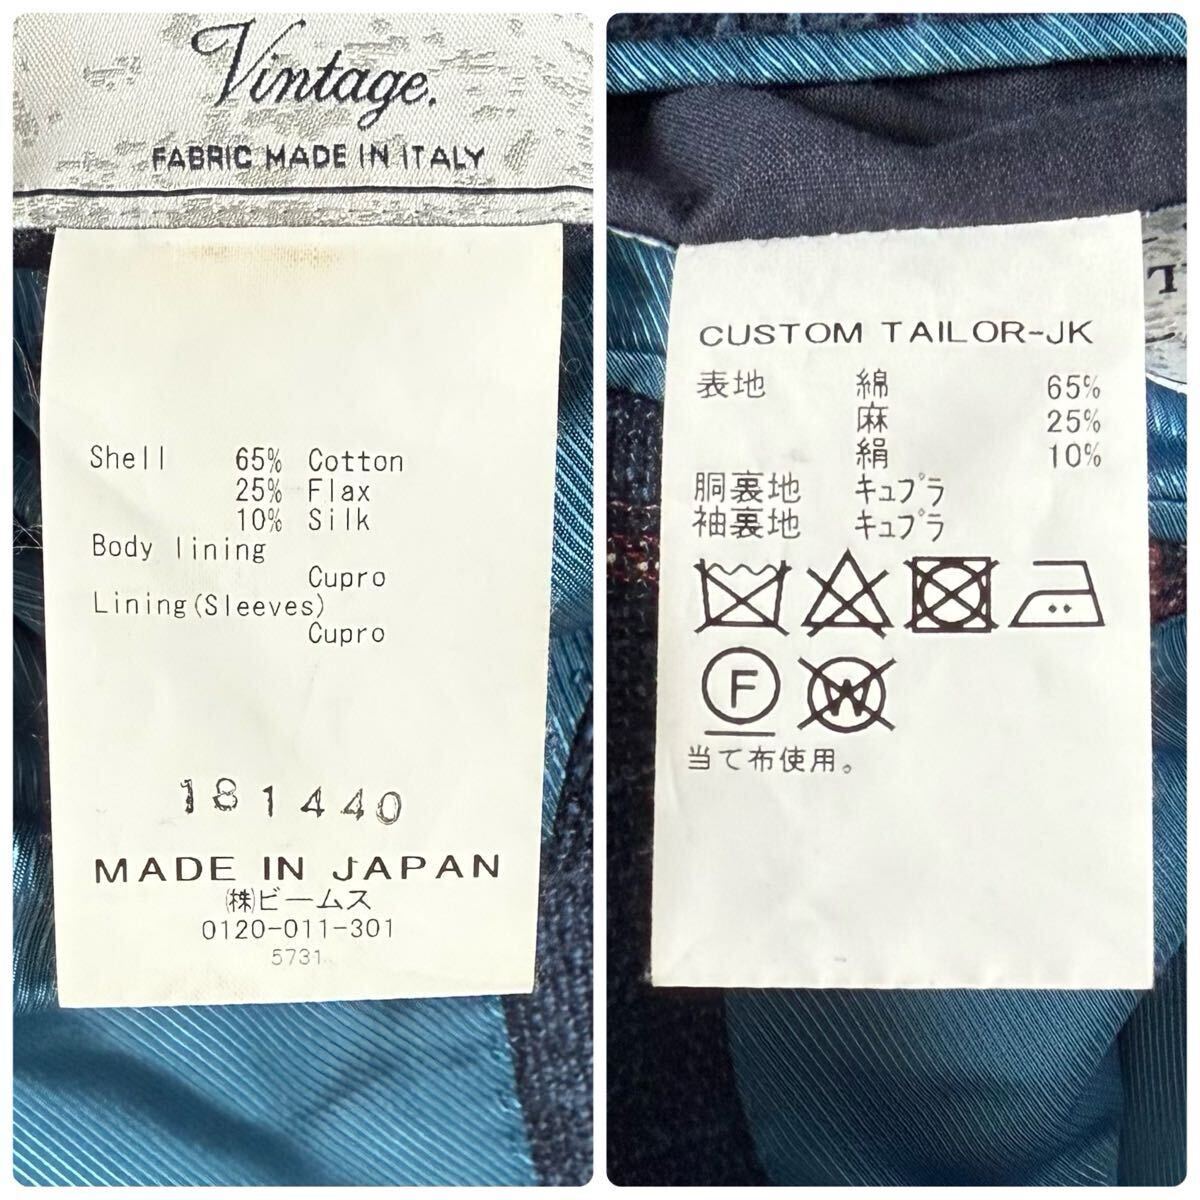 Vintage.
FABRIC MADE IN ITALY
Shell 65% Cotton
25% Flax
10% Silk
Body lining
Cupro
Lining(Sleeves)
Cupro
181440
MADE IN JAPAN
㈱ビームス
0120-011-301
5731
CUSTOM TAILOR-JK
表地 綿 65%
麻 25%
絹 10%
胴裏地 キュプラ
袖裏地 キュプラ
F W
当て布使用。